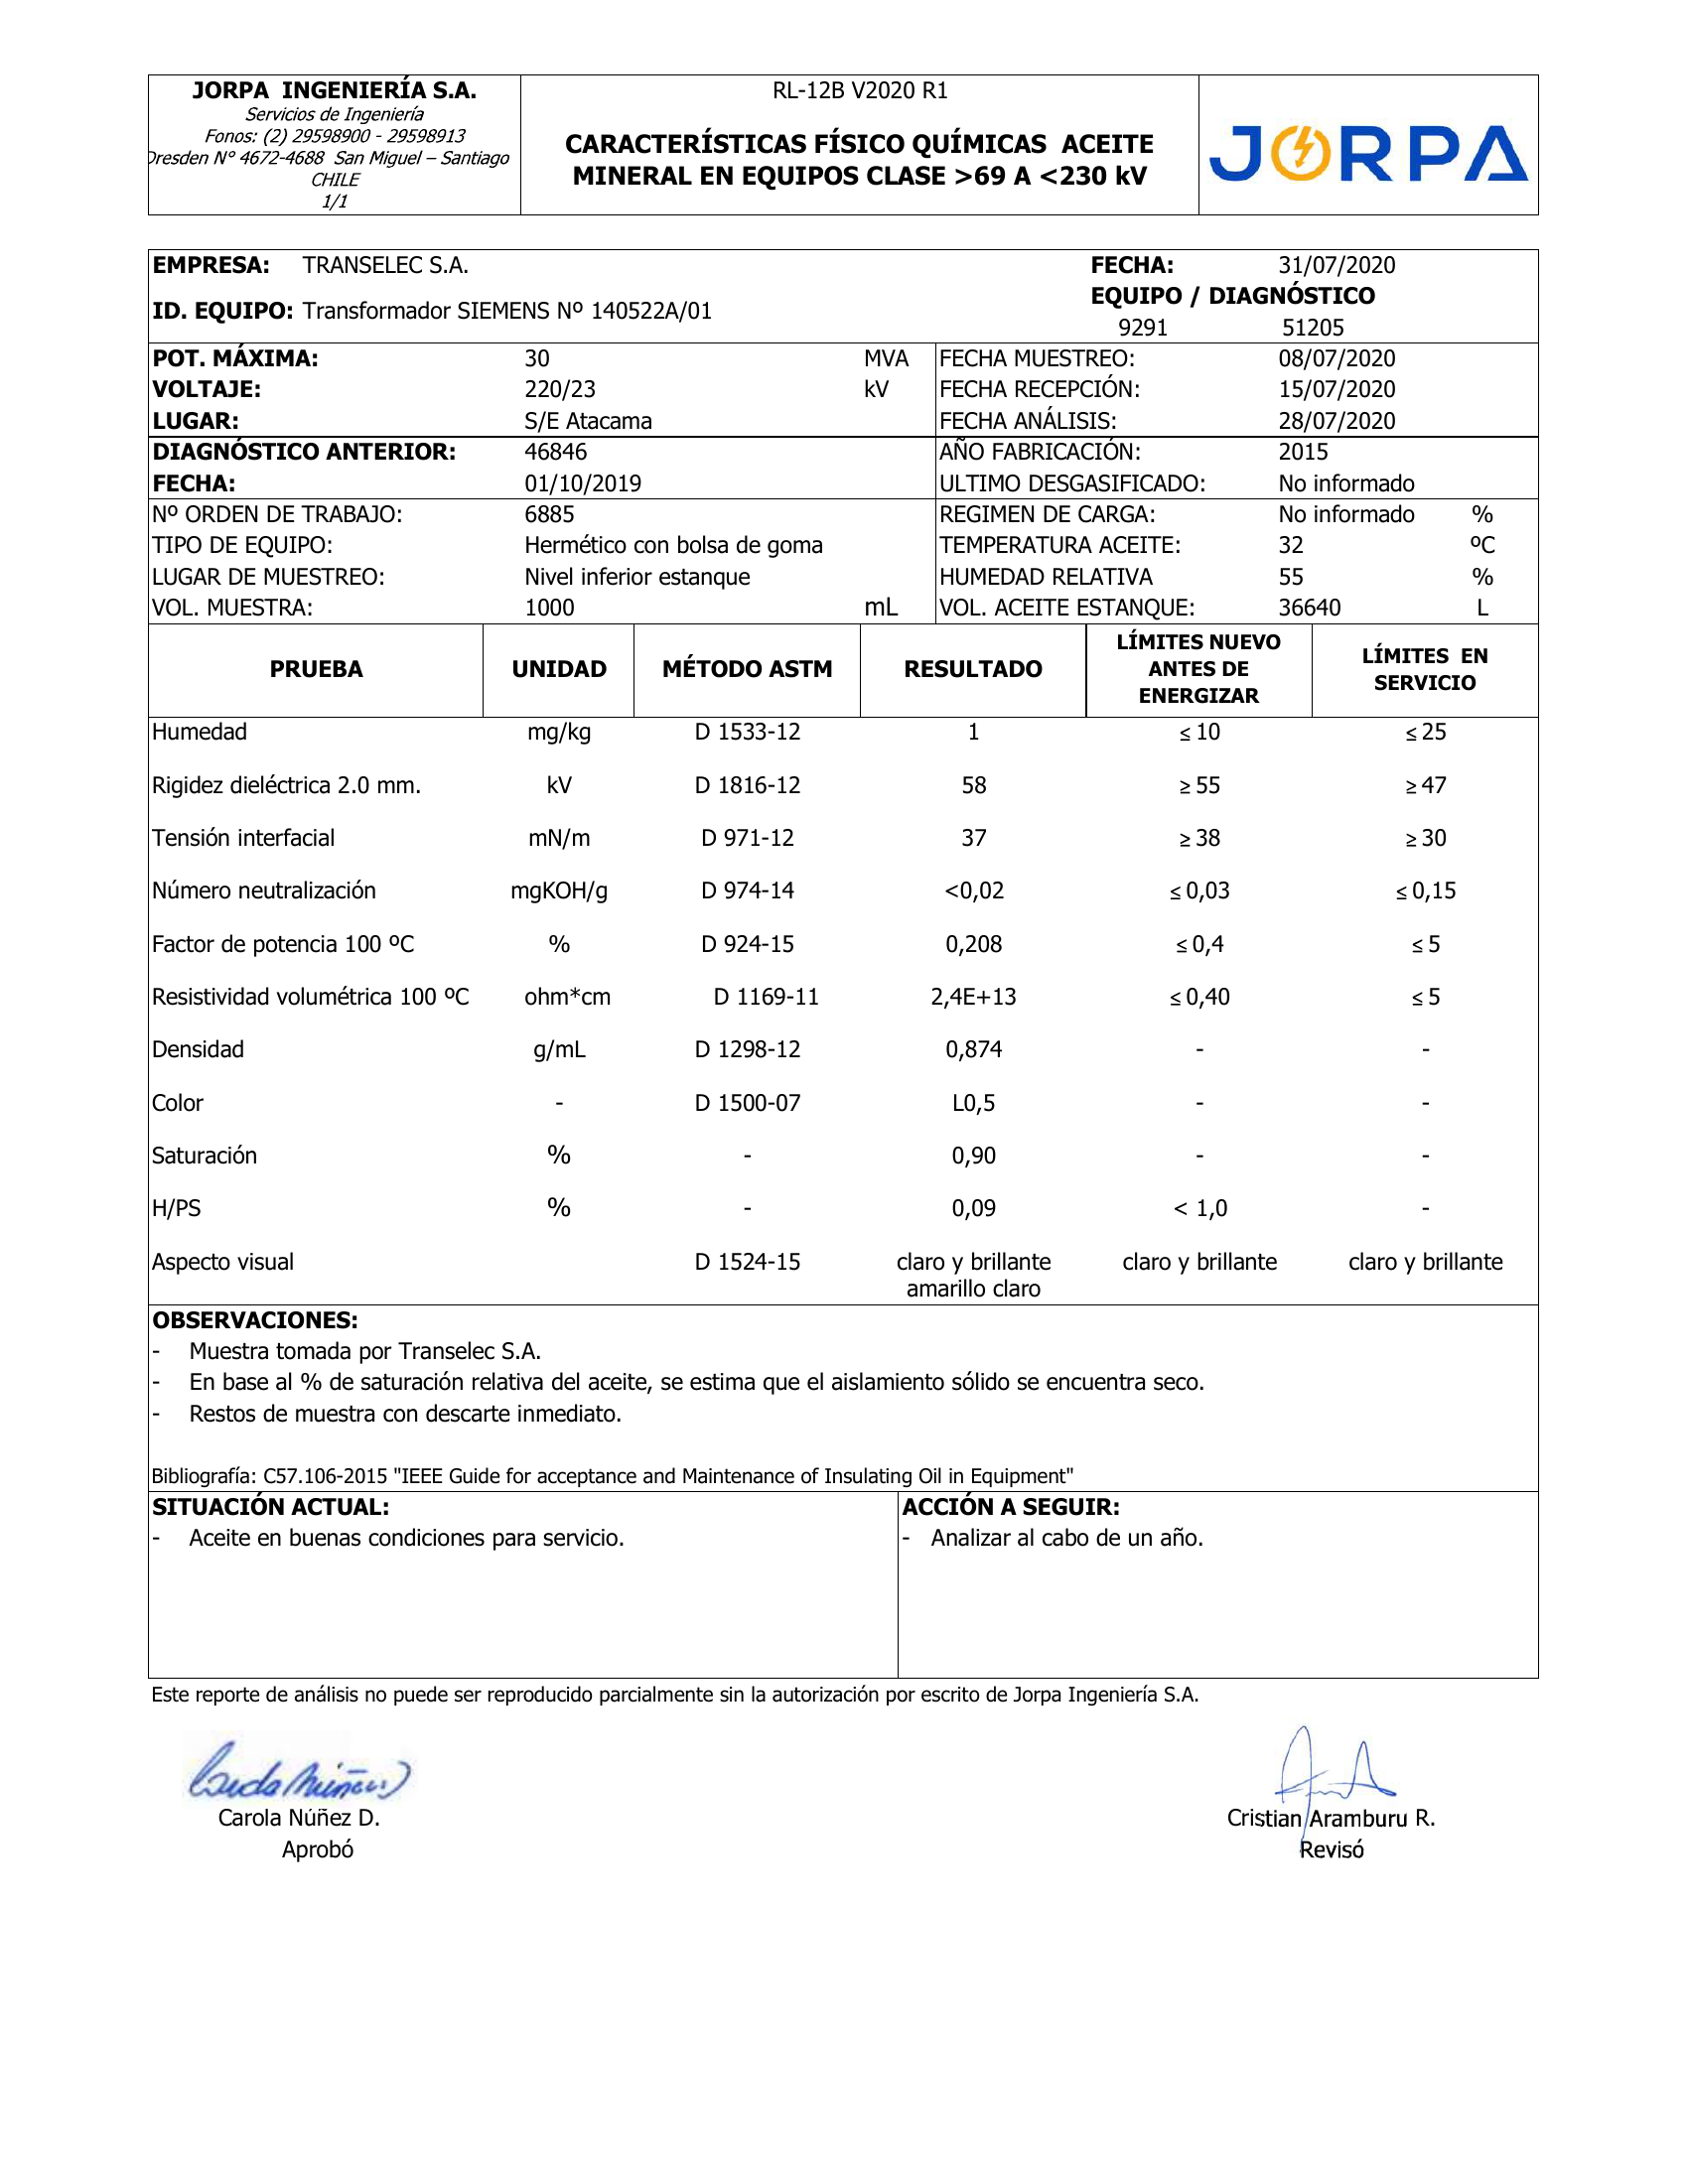 JORPA INGENIERÍA S.A.
Servicios de Ingeniería
Fonos: (2) 29598900 - 29598913
Dresden N° 4672-4688 San Miguel – Santiago
CHILE
1/1
RL-12B V2020 R1
CARACTERÍSTICAS FÍSICO QUÍMICAS ACEITE
MINERAL EN EQUIPOS CLASE >69 A <230 kV
JORPA
EMPRESA: TRANSELEC S.A. FECHA: 31/07/2020
ID. EQUIPO: Transformador SIEMENS Nº 140522A/01 EQUIPO / DIAGNÓSTICO
9291 51205
POT. MÁXIMA: 30 MVA FECHA MUESTREO: 08/07/2020
VOLTAJE: 220/23 kV FECHA RECEPCIÓN: 15/07/2020
LUGAR: S/E Atacama FECHA ANÁLISIS: 28/07/2020
DIAGNÓSTICO ANTERIOR: 46846 AÑO FABRICACIÓN: 2015
FECHA: 01/10/2019 ULTIMO DESGASIFICADO: No informado
Nº ORDEN DE TRABAJO: 6885 REGIMEN DE CARGA: No informado %
TIPO DE EQUIPO: Hermético con bolsa de goma TEMPERATURA ACEITE: 32 ºC
LUGAR DE MUESTREO: Nivel inferior estanque HUMEDAD RELATIVA 55 %
VOL. MUESTRA: 1000 mL VOL. ACEITE ESTANQUE: 36640 L
PRUEBA UNIDAD MÉTODO ASTM RESULTADO LÍMITES NUEVO ANTES DE ENERGIZAR LÍMITES EN SERVICIO
Humedad mg/kg D 1533-12 1 ≤ 10 ≤ 25
Rigidez dieléctrica 2.0 mm. kV D 1816-12 58 ≥ 55 ≥ 47
Tensión interfacial mN/m D 971-12 37 ≥ 38 ≥ 30
Número neutralización mgKOH/g D 974-14 <0,02 ≤ 0,03 ≤ 0,15
Factor de potencia 100 ºC % D 924-15 0,208 ≤ 0,4 ≤ 5
Resistividad volumétrica 100 ºC ohm*cm D 1169-11 2,4E+13 ≤ 0,40 ≤ 5
Densidad g/mL D 1298-12 0,874 - -
Color - D 1500-07 L0,5 - -
Saturación % - 0,90 - -
H/PS % - 0,09 < 1,0 -
Aspecto visual D 1524-15 claro y brillante claro y brillante claro y brillante
amarillo claro
OBSERVACIONES:
- Muestra tomada por Transelec S.A.
- En base al % de saturación relativa del aceite, se estima que el aislamiento sólido se encuentra seco.
- Restos de muestra con descarte inmediato.
Bibliografía: C57.106-2015 "IEEE Guide for acceptance and Maintenance of Insulating Oil in Equipment"
SITUACIÓN ACTUAL: ACCIÓN A SEGUIR:
- Aceite en buenas condiciones para servicio. - Analizar al cabo de un año.
Este reporte de análisis no puede ser reproducido parcialmente sin la autorización por escrito de Jorpa Ingeniería S.A.
Carola Núñez D. Cristian Aramburu R.
Aprobó Revisó